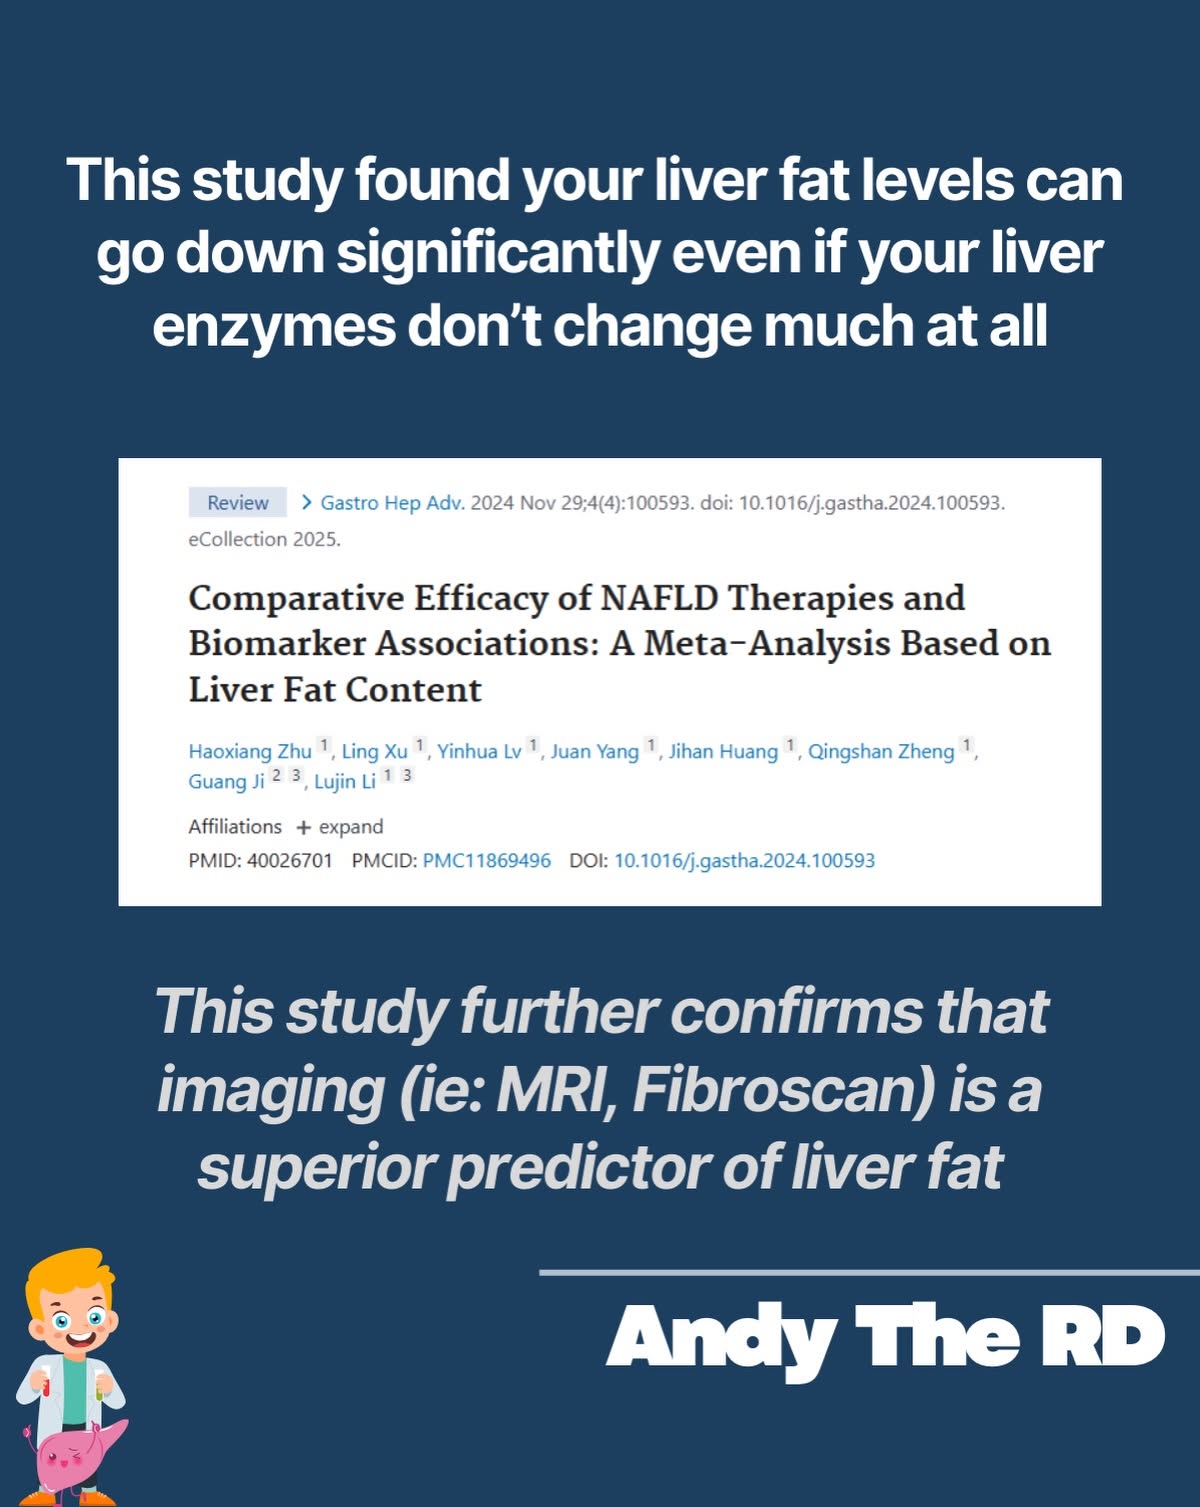 This study found your liver fat levels can
go down significantly even if your liver
enzymes don’t change much at all
Review > Gastro Hep Adv. 2024 Nov 29;4(4):100593. doi: 10.1016/j.gastha.2024.100593.
eCollection 2025.
Comparative Efficacy of NAFLD Therapies and
Biomarker Associations: A Meta-Analysis Based on
Liver Fat Content
Haoxiang Zhu 1, Ling Xu 1, Yinhua Lv 1, Juan Yang 1, Jihan Huang 1, Qingshan Zheng 1,
Guang Ji 2 3, Lujin Li 1 3
Affiliations + expand
PMID: 40026701 PMCID: PMC11869496 DOI: 10.1016/j.gastha.2024.100593
This study further confirms that
imaging (ie: MRI, Fibroscan) is a
superior predictor of liver fat
Andy The RD